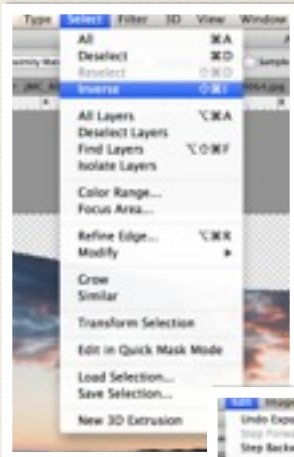 Type Select Filter 3D View Window
All ⌘A
Deselect ⌘D
Reselect ⇧⌘D
Inverse ⇧⌘I
All Layers ⌥⌘A
Deselect Layers
Find Layers ⌥⇧⌘F
Isolate Layers
Color Range...
Focus Area...
Refine Edge... ⌥⌘R
Modify
Grow
Similar
Transform Selection
Edit in Quick Mask Mode
Load Selection...
Save Selection...
New 3D Extrusion
Edit Image
Undo
Step
Step